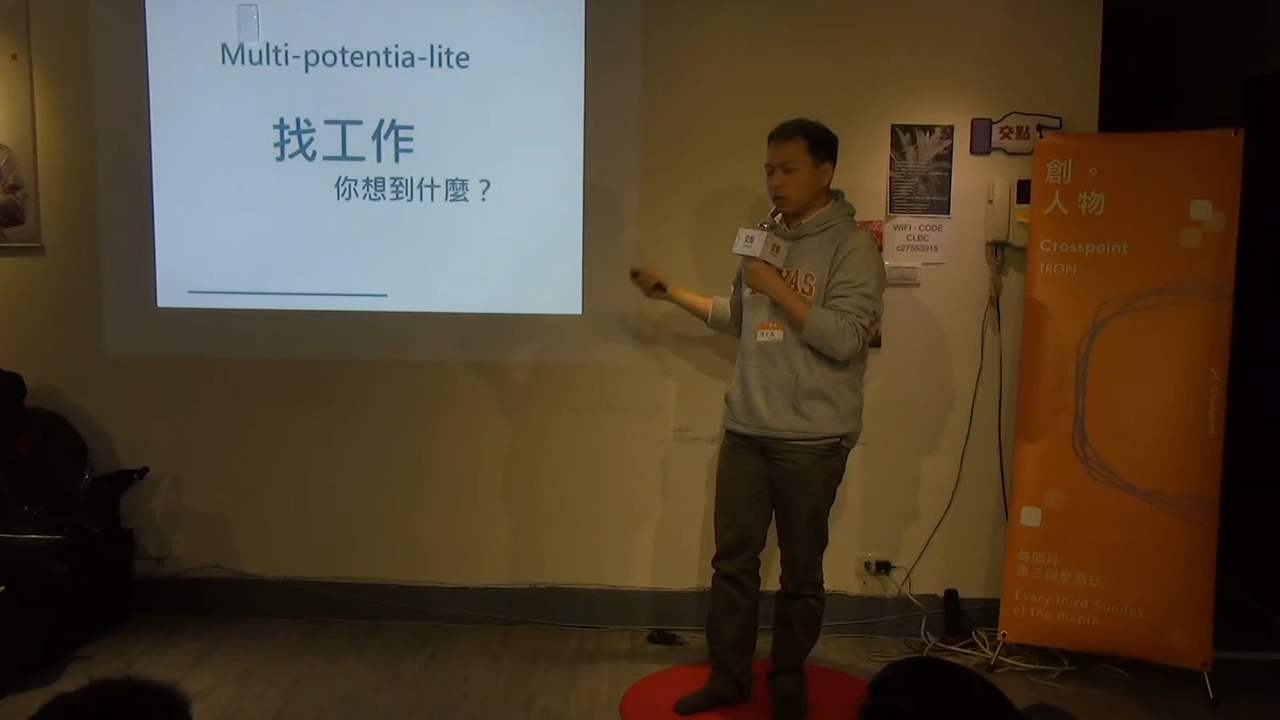 Multi-potentia-lite
找工作
你想到什麼？
交點
WIFI - CODE
CLBC
c27553915
創。
人物
Crosspoint
IRON
每個月
第三個星期日
Every third Sunday
of the month